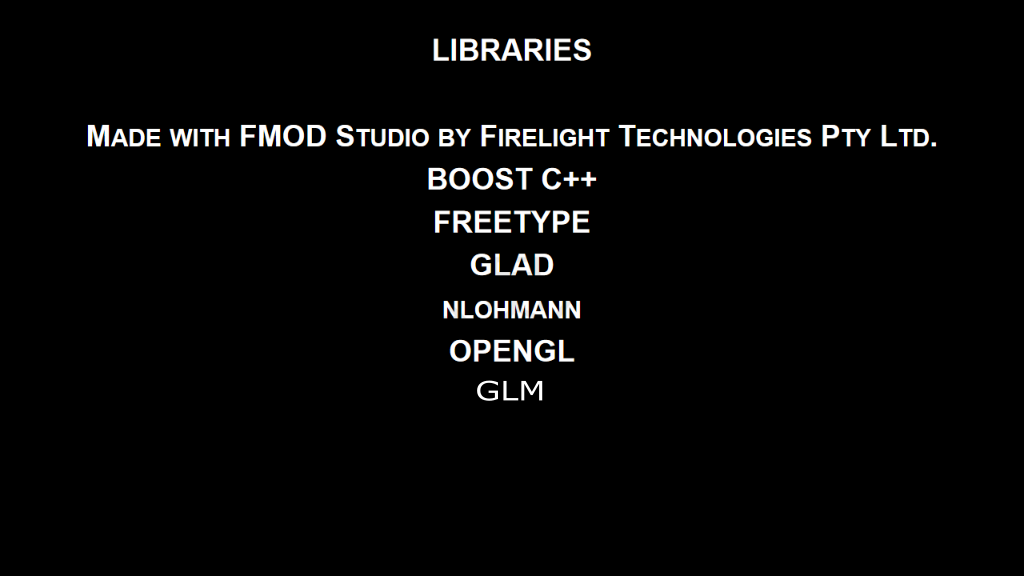 LIBRARIES
Made with FMOD Studio by Firelight Technologies Pty Ltd.
BOOST C++
FREETYPE
GLAD
nlohmann
OPENGL
GLM